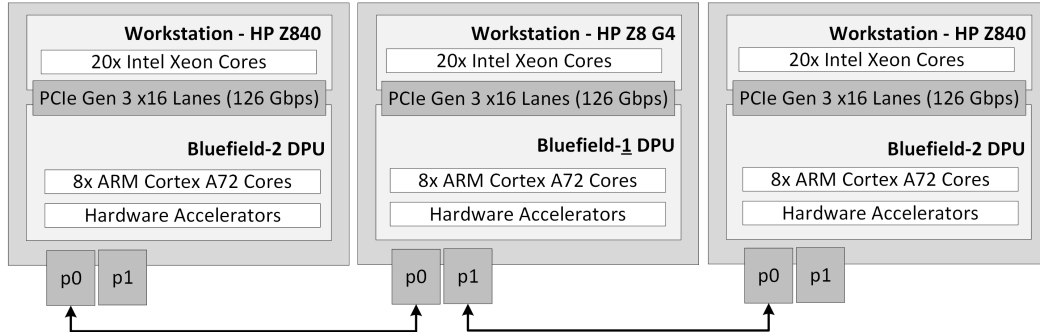 Workstation - HP Z840
20x Intel Xeon Cores
PCIe Gen 3 x16 Lanes (126 Gbps)
Bluefield-2 DPU
8x ARM Cortex A72 Cores
Hardware Accelerators
p0
p1
Workstation - HP Z8 G4
20x Intel Xeon Cores
PCIe Gen 3 x16 Lanes (126 Gbps)
Bluefield-1 DPU
8x ARM Cortex A72 Cores
Hardware Accelerators
p0
p1
Workstation - HP Z840
20x Intel Xeon Cores
PCIe Gen 3 x16 Lanes (126 Gbps)
Bluefield-2 DPU
8x ARM Cortex A72 Cores
Hardware Accelerators
p0
p1